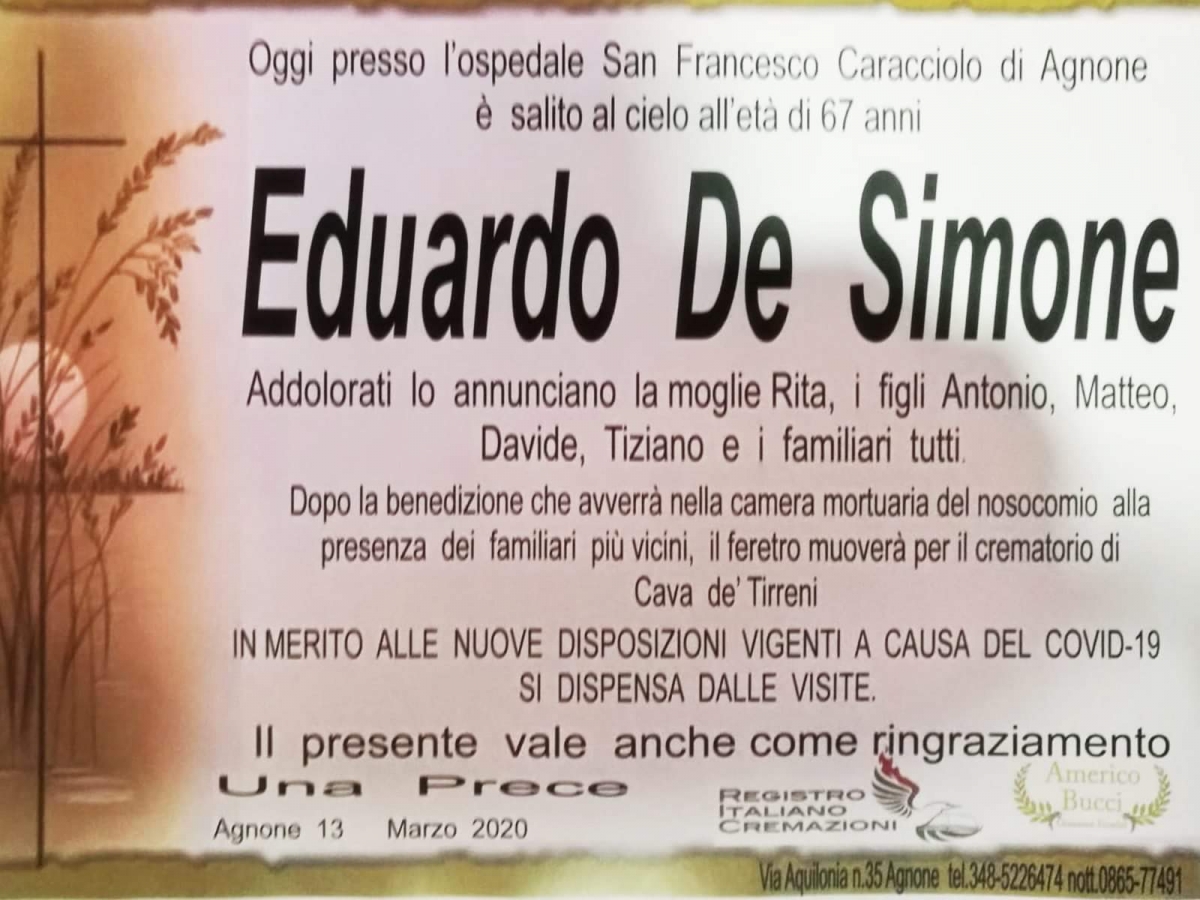 Oggi presso l'ospedale San Francesco Caracciolo di Agnone
è salito al cielo all'età di 67 anni
Eduardo De Simone
Addolorati lo annunciano la moglie Rita, i figli Antonio, Matteo,
Davide, Tiziano e i familiari tutti.
Dopo la benedizione che avverrà nella camera mortuaria del nosocomio alla
presenza dei familiari più vicini, il feretro muoverà per il crematorio di
Cava de' Tirreni
IN MERITO ALLE NUOVE DISPOSIZIONI VIGENTI A CAUSA DEL COVID-19
SI DISPENSA DALLE VISITE.
Il presente vale anche come ringraziamento
Una Prece
Agnone 13 Marzo 2020
REGISTRO
ITALIANO
CREMAZIONI
Americo
Bucci
Via Aquilonia n.35 Agnone tel.348-5226474 nott.0865-77491